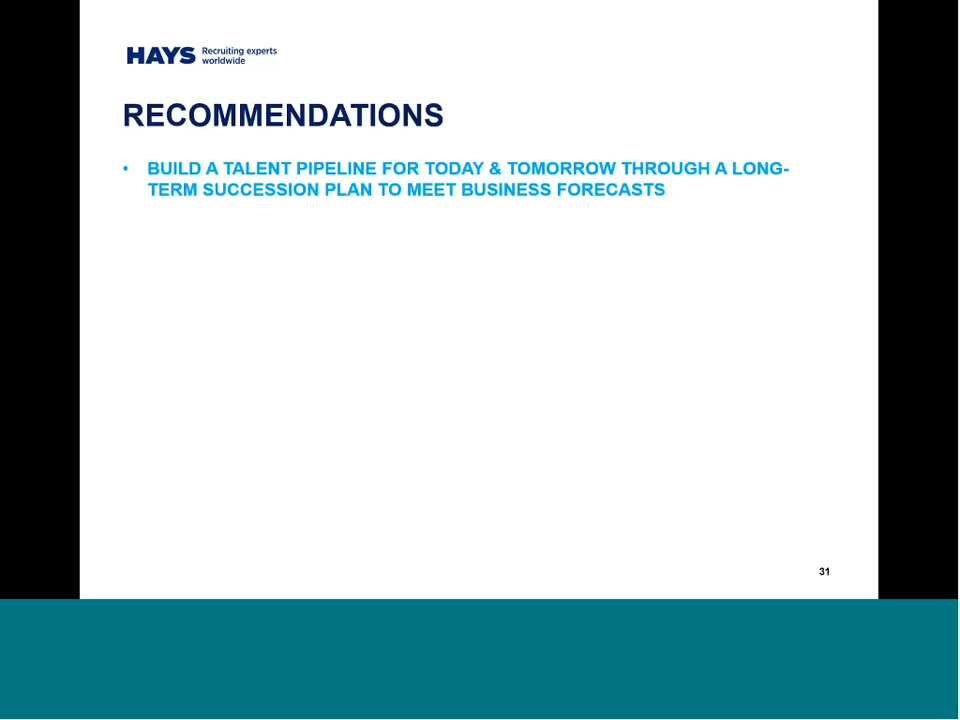 HAYS Recruiting experts
worldwide
RECOMMENDATIONS
• BUILD A TALENT PIPELINE FOR TODAY & TOMORROW THROUGH A LONG-
TERM SUCCESSION PLAN TO MEET BUSINESS FORECASTS
31